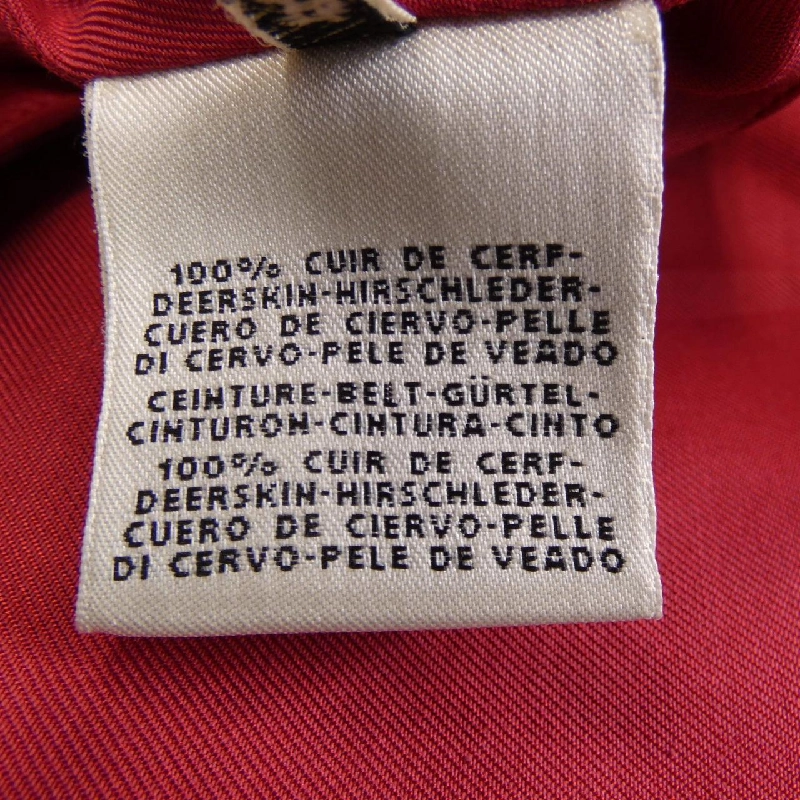 100% CUIR DE CERF-
DEERSKIN-HIRSCHLEDER-
CUERO DE CIERVO-PELLE
DI CERVO-PELE DE VEADO
CEINTURE-BELT-GÜRTEL-
CINTURON-CINTURA-CINTO
100% CUIR DE CERF-
DEERSKIN-HIRSCHLEDER-
CUERO DE CIERVO-PELLE
DI CERVO-PELE DE VEADO